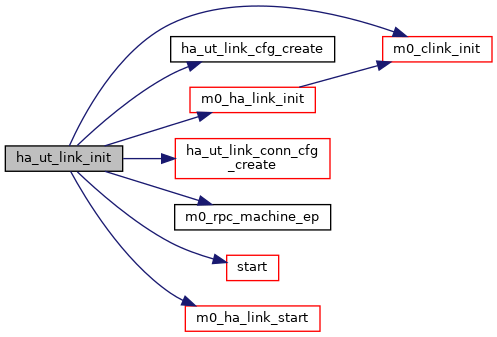 ha_ut_link_cfg_create
m0_clink_init
m0_ha_link_init
ha_ut_link_init
ha_ut_link_conn_cfg
_create
m0_rpc_machine_ep
start
m0_ha_link_start